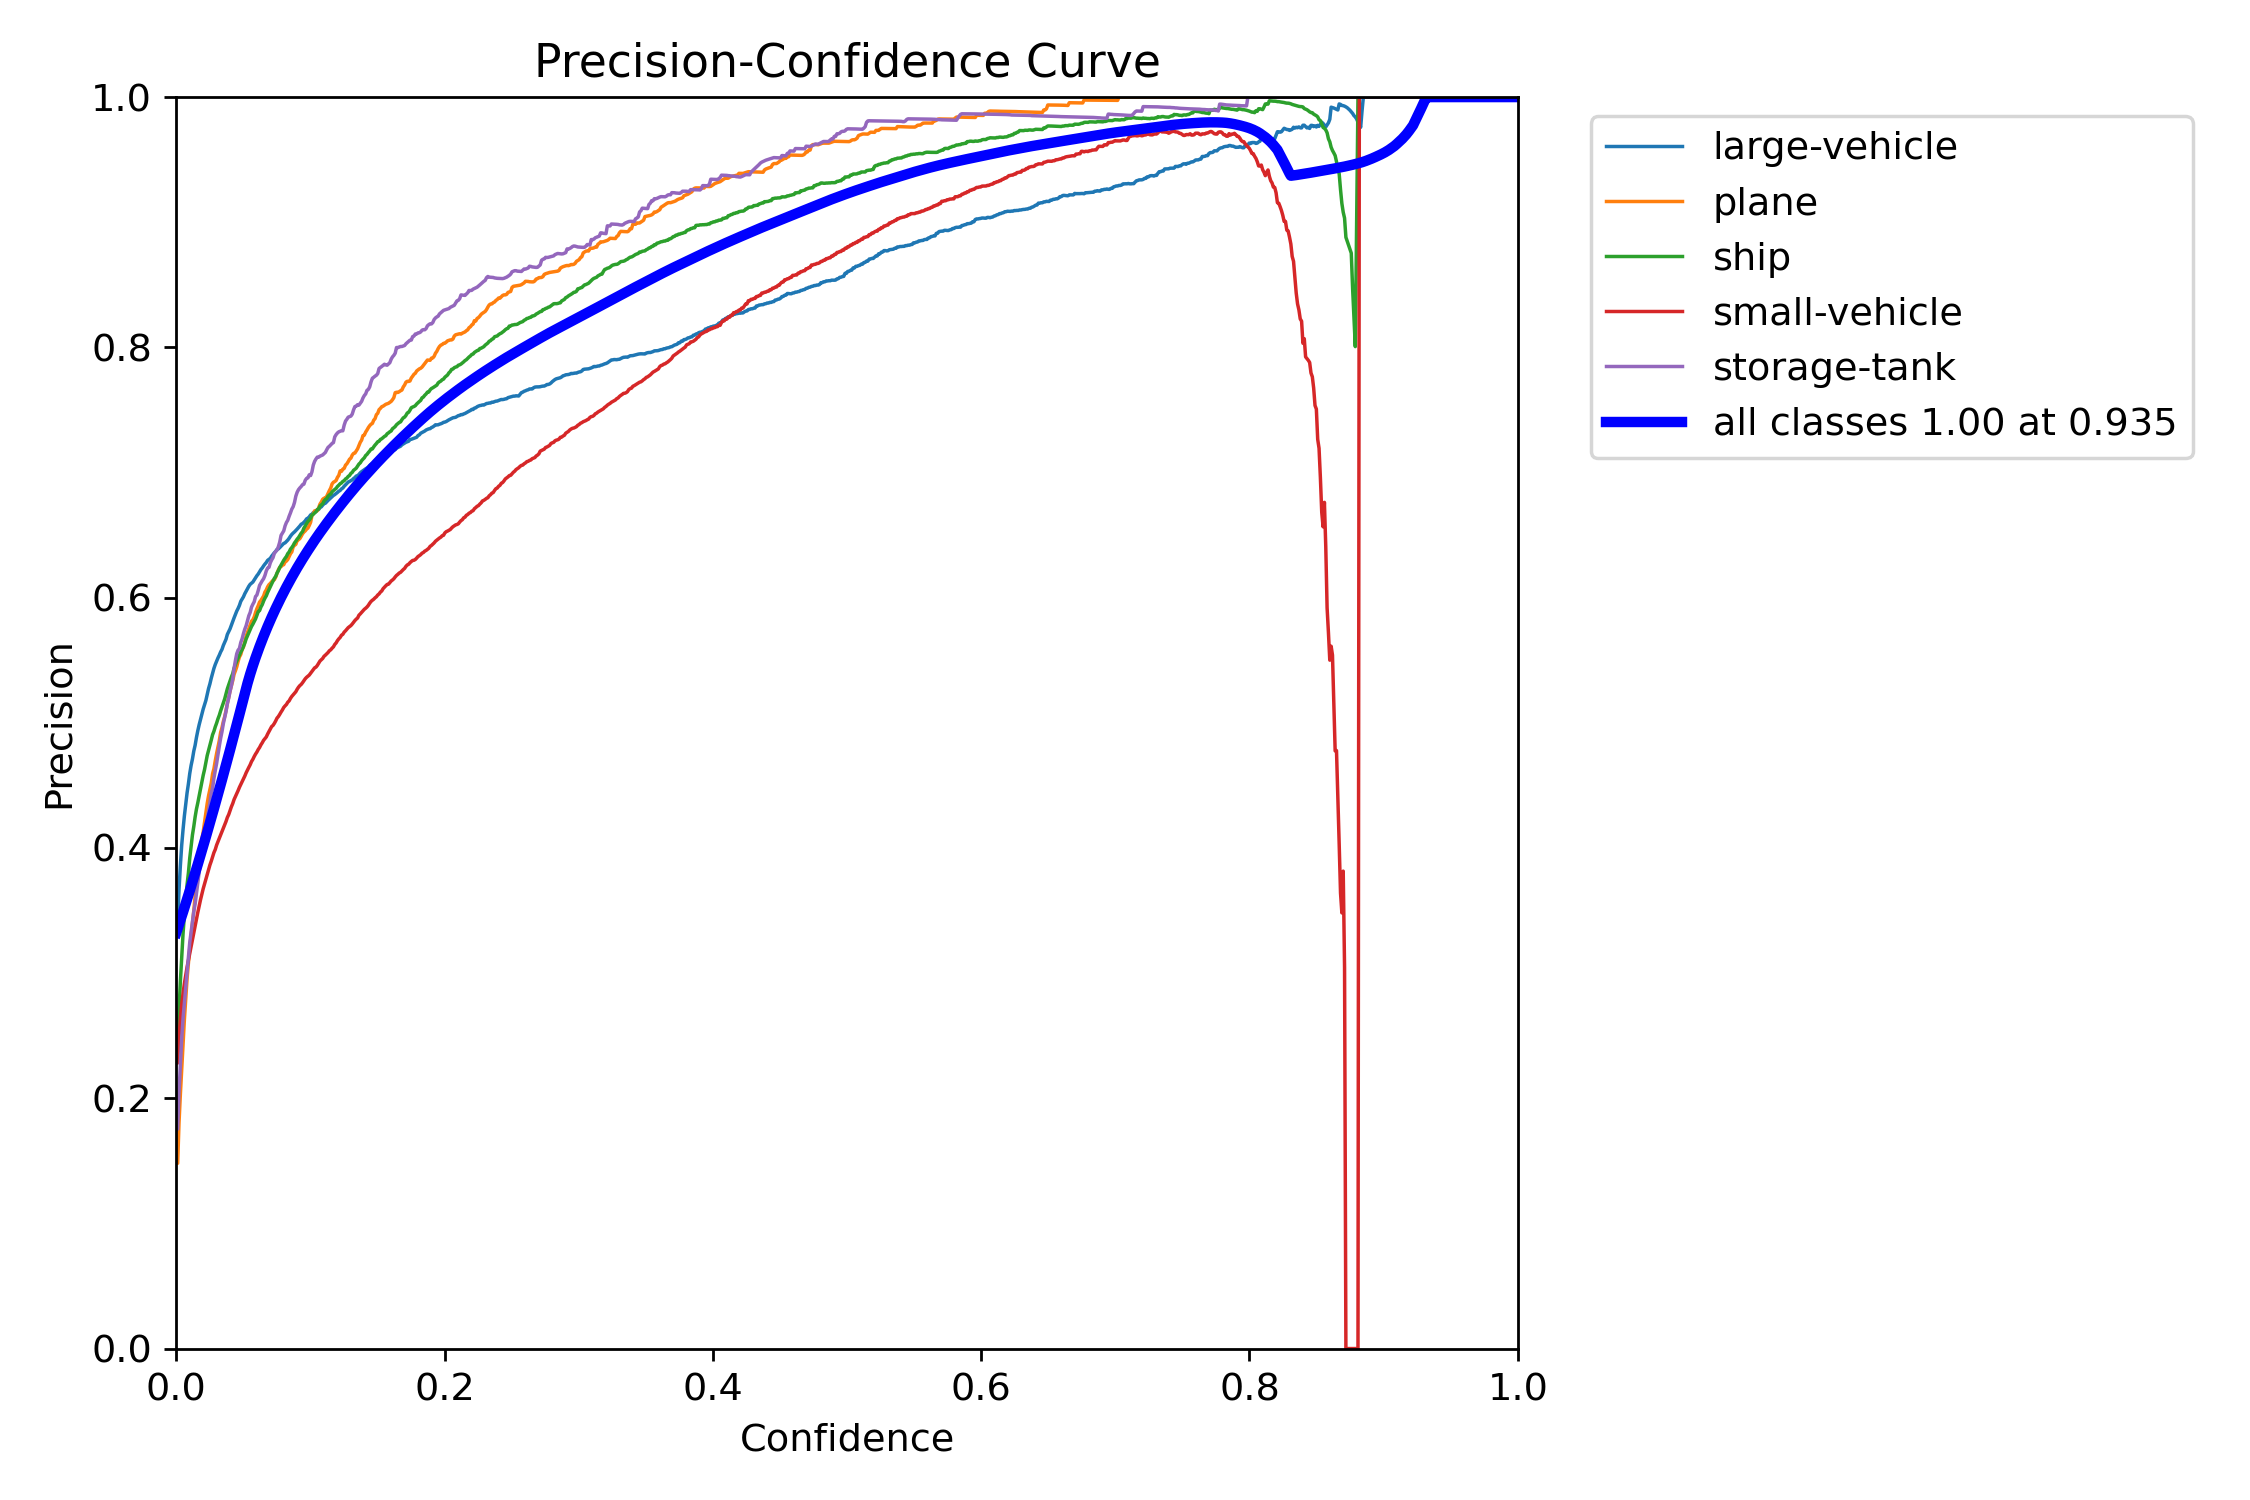 Precision-Confidence Curve
1.0
0.8
0.6
0.4
0.2
0.0
Precision
0.0 0.2 0.4 0.6 0.8 1.0
Confidence
large-vehicle
plane
ship
small-vehicle
storage-tank
all classes 1.00 at 0.935